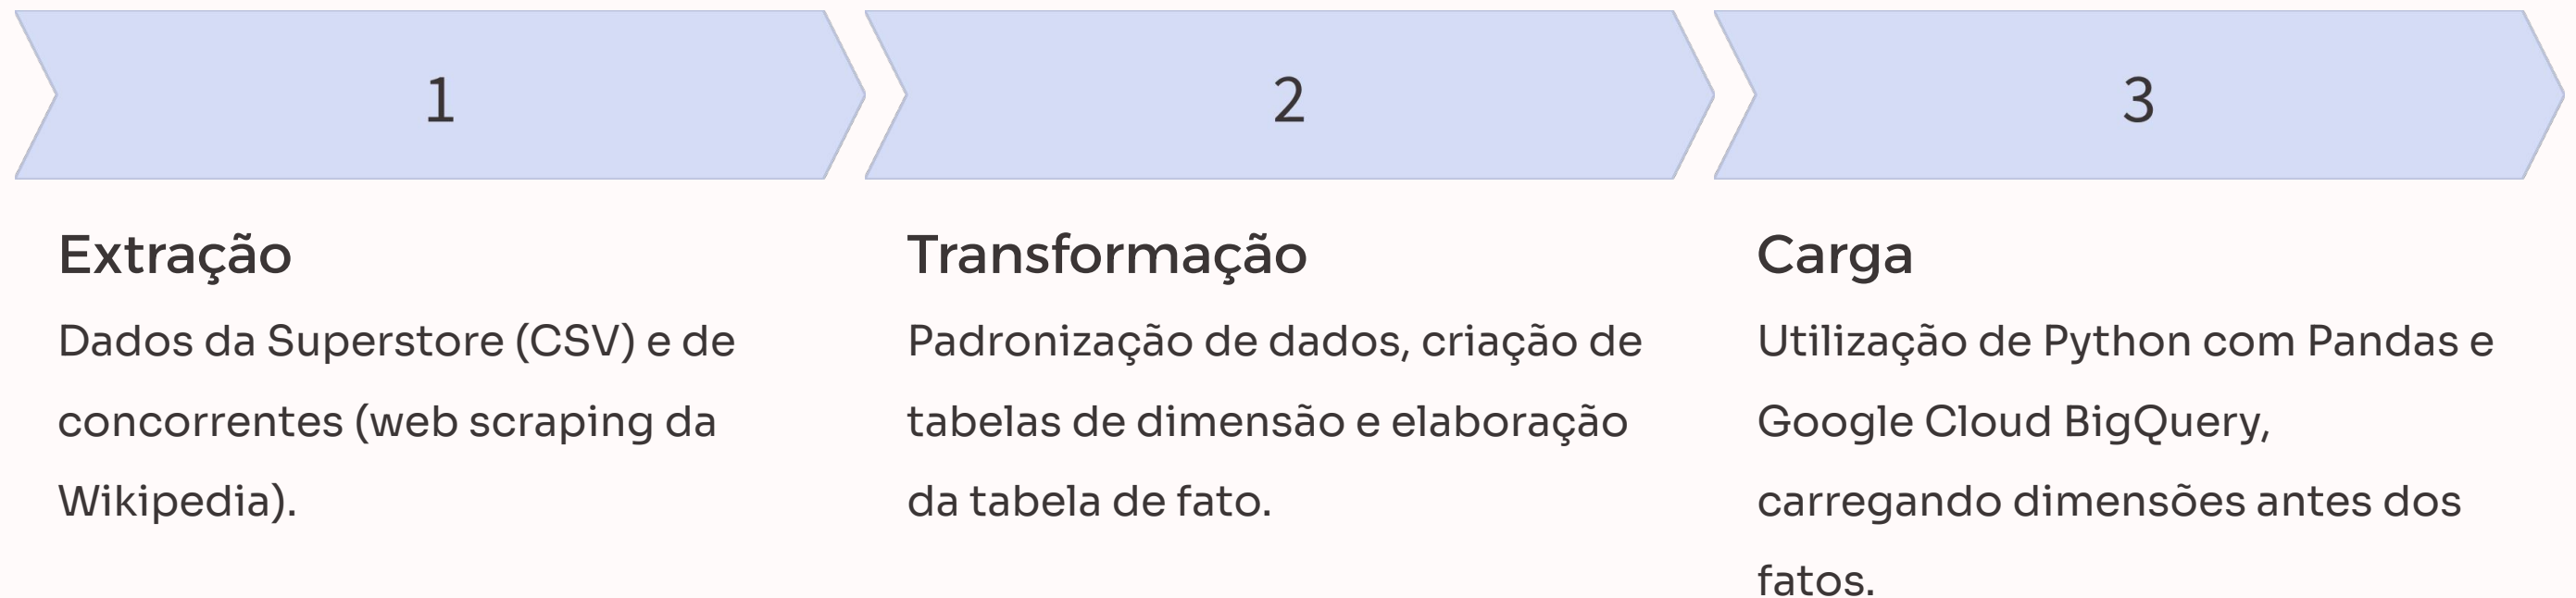 1
2
3
Extração
Dados da Superstore (CSV) e de
concorrentes (web scraping da
Wikipedia).
Transformação
Padronização de dados, criação de
tabelas de dimensão e elaboração
da tabela de fato.
Carga
Utilização de Python com Pandas e
Google Cloud BigQuery,
carregando dimensões antes dos
fatos.